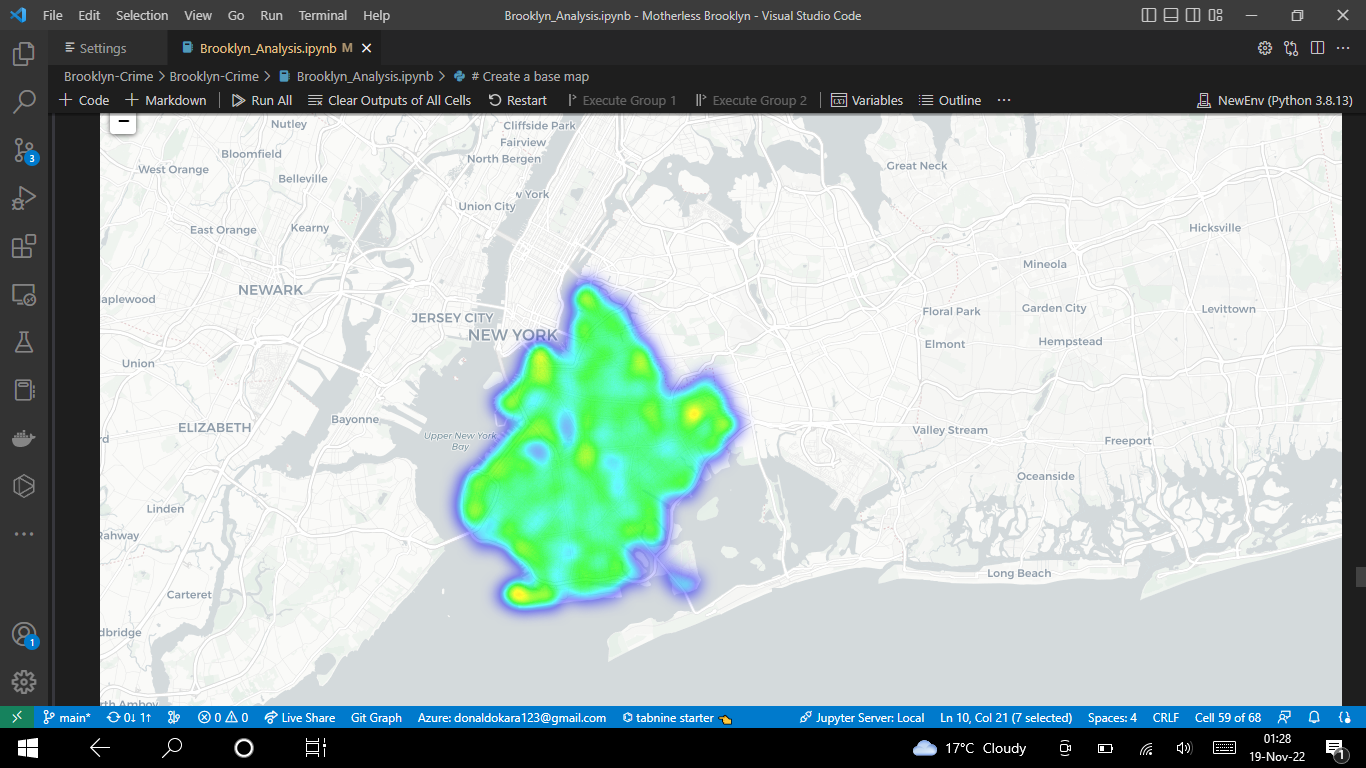 File Edit Selection View Go Run Terminal Help Brooklyn_Analysis.ipynb - Motherless Brooklyn - Visual Studio Code
Settings Brooklyn_Analysis.ipynb M
Brooklyn-Crime > Brooklyn-Crime > Brooklyn_Analysis.ipynb > # Create a base map
+ Code + Markdown Run All Clear Outputs of All Cells Restart Execute Group 1 Execute Group 2 Variables Outline ... NewEnv (Python 3.8.13)
−
Nutley
Cliffside Park
Fairview
North Bergen
Bloomfield
West Orange
Belleville
Great Neck
w York
Union City
East Orange
Kearny
Hicksville
Mineola
NEWARK
aplewood
JERSEY CITY
NEW YORK
Floral Park
Garden City
Levittown
Elmont
Hempstead
Union
Bayonne
ELIZABETH
Upper New York
Bay
Valley Stream
Freeport
Oceanside
Linden
Rahway
Long Beach
Carteret
dbridge
rth Amboy
3
1
main* 0↓ 1↑ 0 0 Live Share Git Graph Azure: donaldokara123@gmail.com tabnine starter 👈 Jupyter Server: Local Ln 10, Col 21 (7 selected) Spaces: 4 CRLF Cell 59 of 68
17°C Cloudy 01:28
19-Nov-22
1